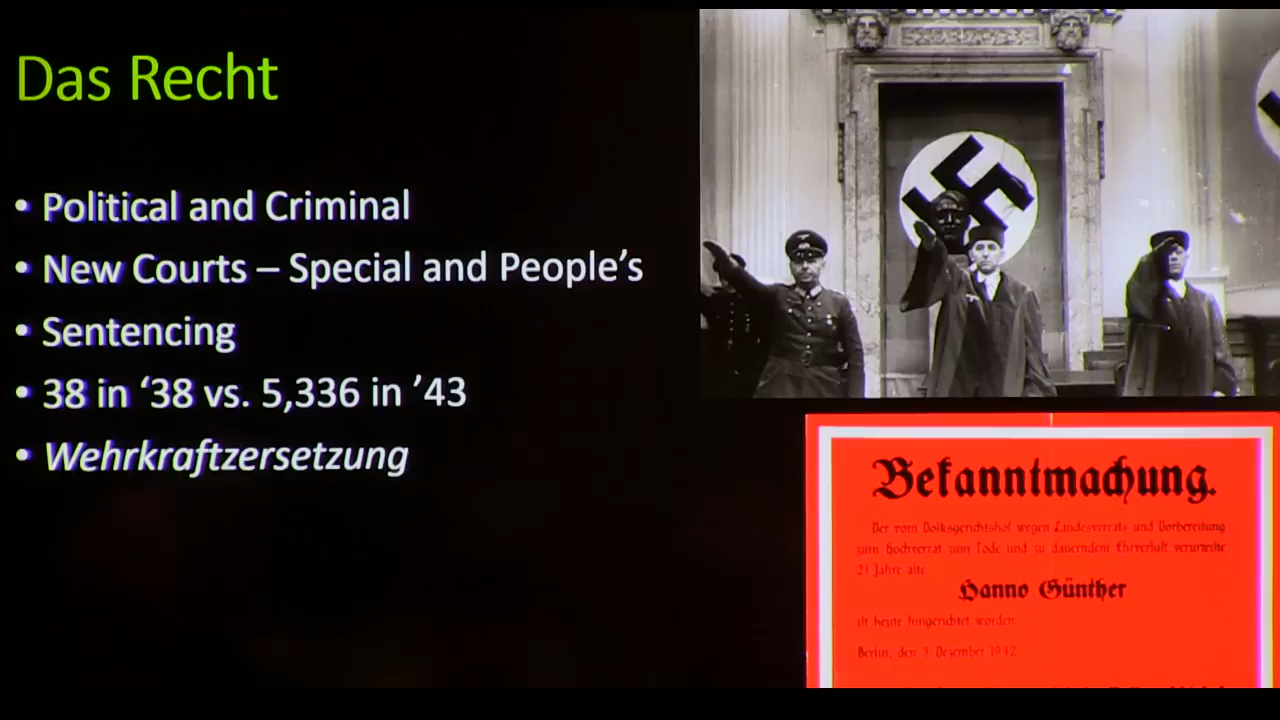 Das Recht
• Political and Criminal
• New Courts – Special and People’s
• Sentencing
• 38 in ‘38 vs. 5,336 in ’43
• Wehrkraftzersetzung
Bekanntmachung.
Der vom Volksgerichtshof wegen Landesverrats und Vorbereitung
zum Hochverrat zum Tode und zu dauerndem Ehrverlust verurteilte
21 Jahre alte
Hanno Günther
ist heute hingerichtet worden.
Berlin, den 3. Dezember 1942.